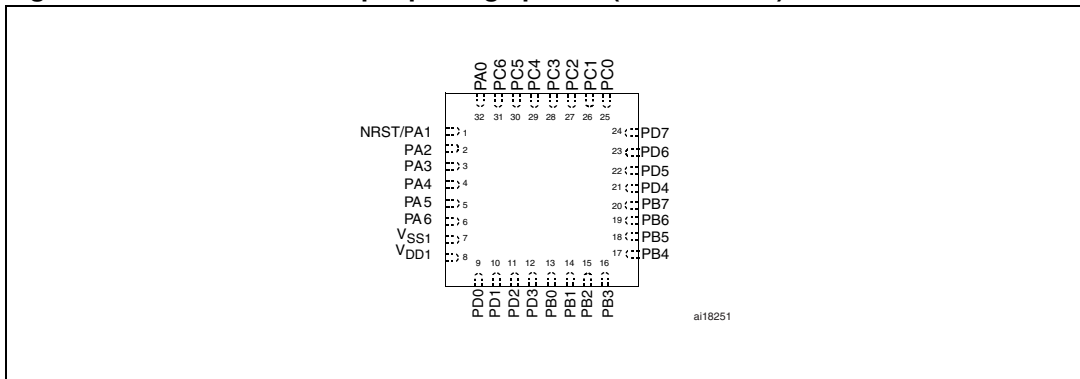 PA0 PC6 PC5 PC4 PC3 PC2 PC1 PC0
32 31 30 29 28 27 26 25
NRST/PA1 1
PA2 2
PA3 3
PA4 4
PA5 5
PA6 6
VSS1 7
VDD1 8
24 PD7
23 PD6
22 PD5
21 PD4
20 PB7
19 PB6
18 PB5
17 PB4
9 10 11 12 13 14 15 16
PD0 PD1 PD2 PD3 PB0 PB1 PB2 PB3
ai18251